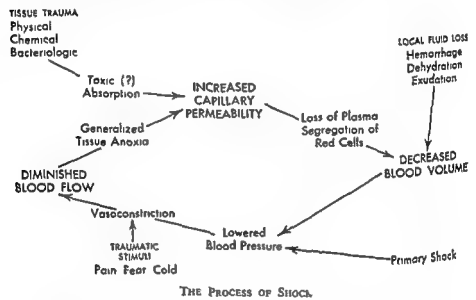 TISSUE TRAUMA
Physical
Chemical
Bacteriologic
Toxic (?)
Absorption
INCREASED
CAPILLARY
PERMEABILITY
LOCAL FLUID LOSS
Hemorrhage
Dehydration
Exudation
Loss of Plasma
Segregation of
Red Cells
Generalized
Tissue Anoxia
DECREASED
BLOOD VOLUME
DIMINISHED
BLOOD FLOW
Vasoconstriction
Lowered
Blood Pressure
TRAUMATIC
STIMULI
Pain Fear Cold
Primary Shock
THE PROCESS OF SHOCK